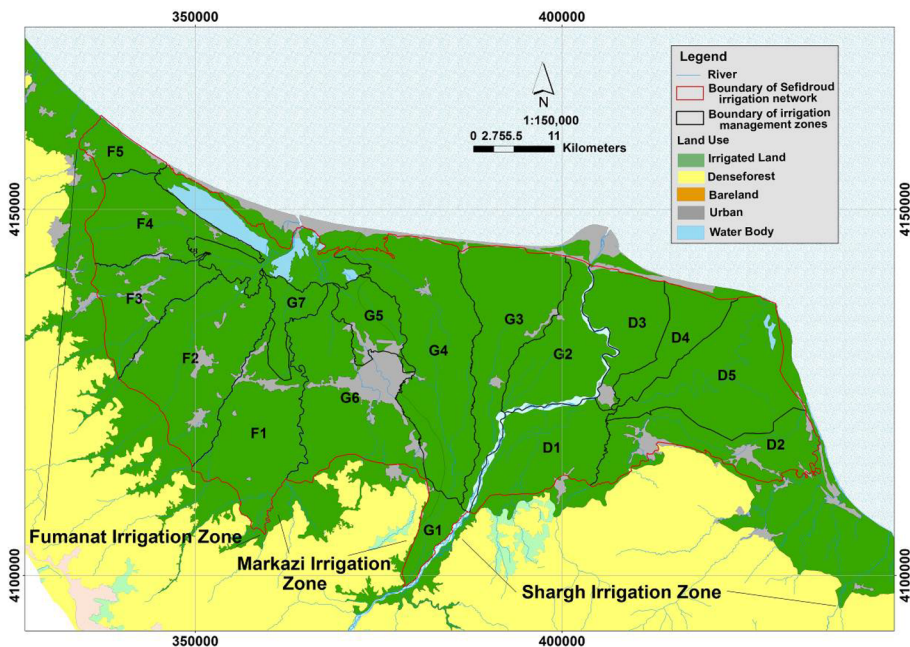 350000
400000
4150000
4150000
4100000
4100000
N
1:150,000
0 2.755.5 11
Kilometers
Legend
River
Boundary of Sefidroud
irrigation network
Boundary of irrigation
management zones
Land Use
Irrigated Land
Denseforest
Bareland
Urban
Water Body
F5
F4
F3
F2
F1
G7
G5
G4
G3
G2
G6
G1
D3
D4
D5
D2
D1
Fumanat Irrigation Zone
Markazi Irrigation
Zone
Shargh Irrigation Zone
350000
400000